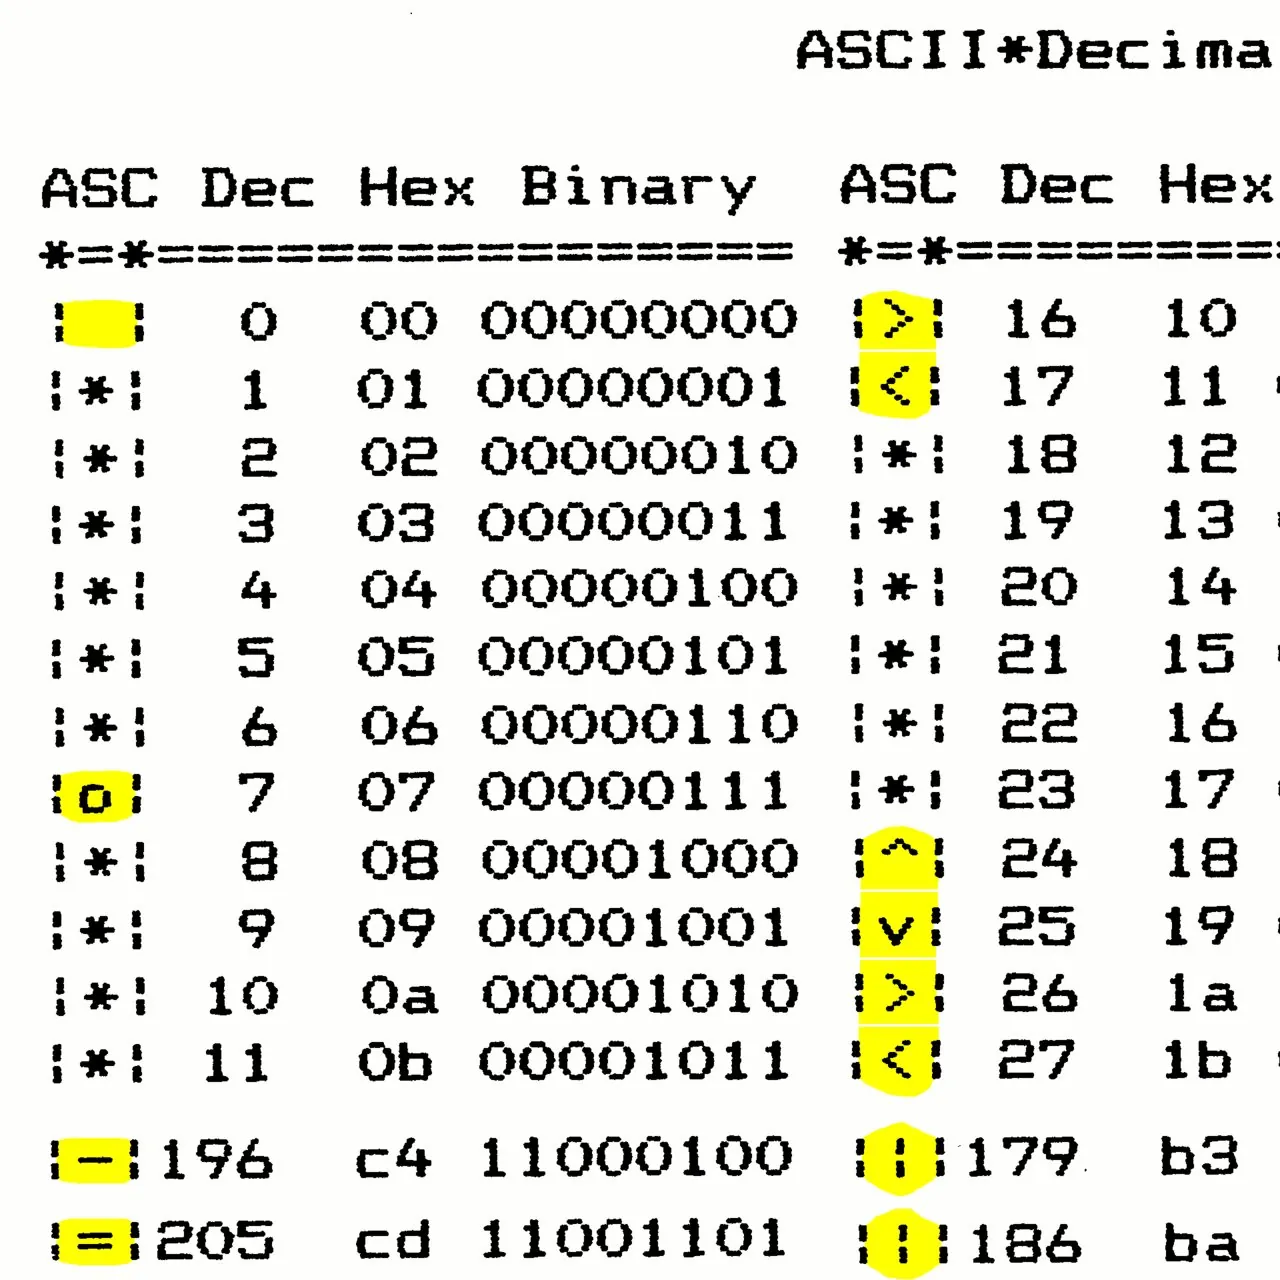 ASCII*Decima
ASC Dec Hex Binary ASC Dec Hex
*=*================ *=*========
¦ ¦ 0 00 00000000 ¦>¦ 16 10
¦*¦ 1 01 00000001 ¦<¦ 17 11
¦*¦ 2 02 00000010 ¦*¦ 18 12
¦*¦ 3 03 00000011 ¦*¦ 19 13
¦*¦ 4 04 00000100 ¦*¦ 20 14
¦*¦ 5 05 00000101 ¦*¦ 21 15
¦*¦ 6 06 00000110 ¦*¦ 22 16
¦o¦ 7 07 00000111 ¦*¦ 23 17
¦*¦ 8 08 00001000 ¦^¦ 24 18
¦*¦ 9 09 00001001 ¦v¦ 25 19
¦*¦ 10 0a 00001010 ¦>¦ 26 1a
¦*¦ 11 0b 00001011 ¦<¦ 27 1b
¦-¦196 c4 11000100 ¦¦¦179 b3
¦=¦205 cd 11001101 ¦¦¦186 ba